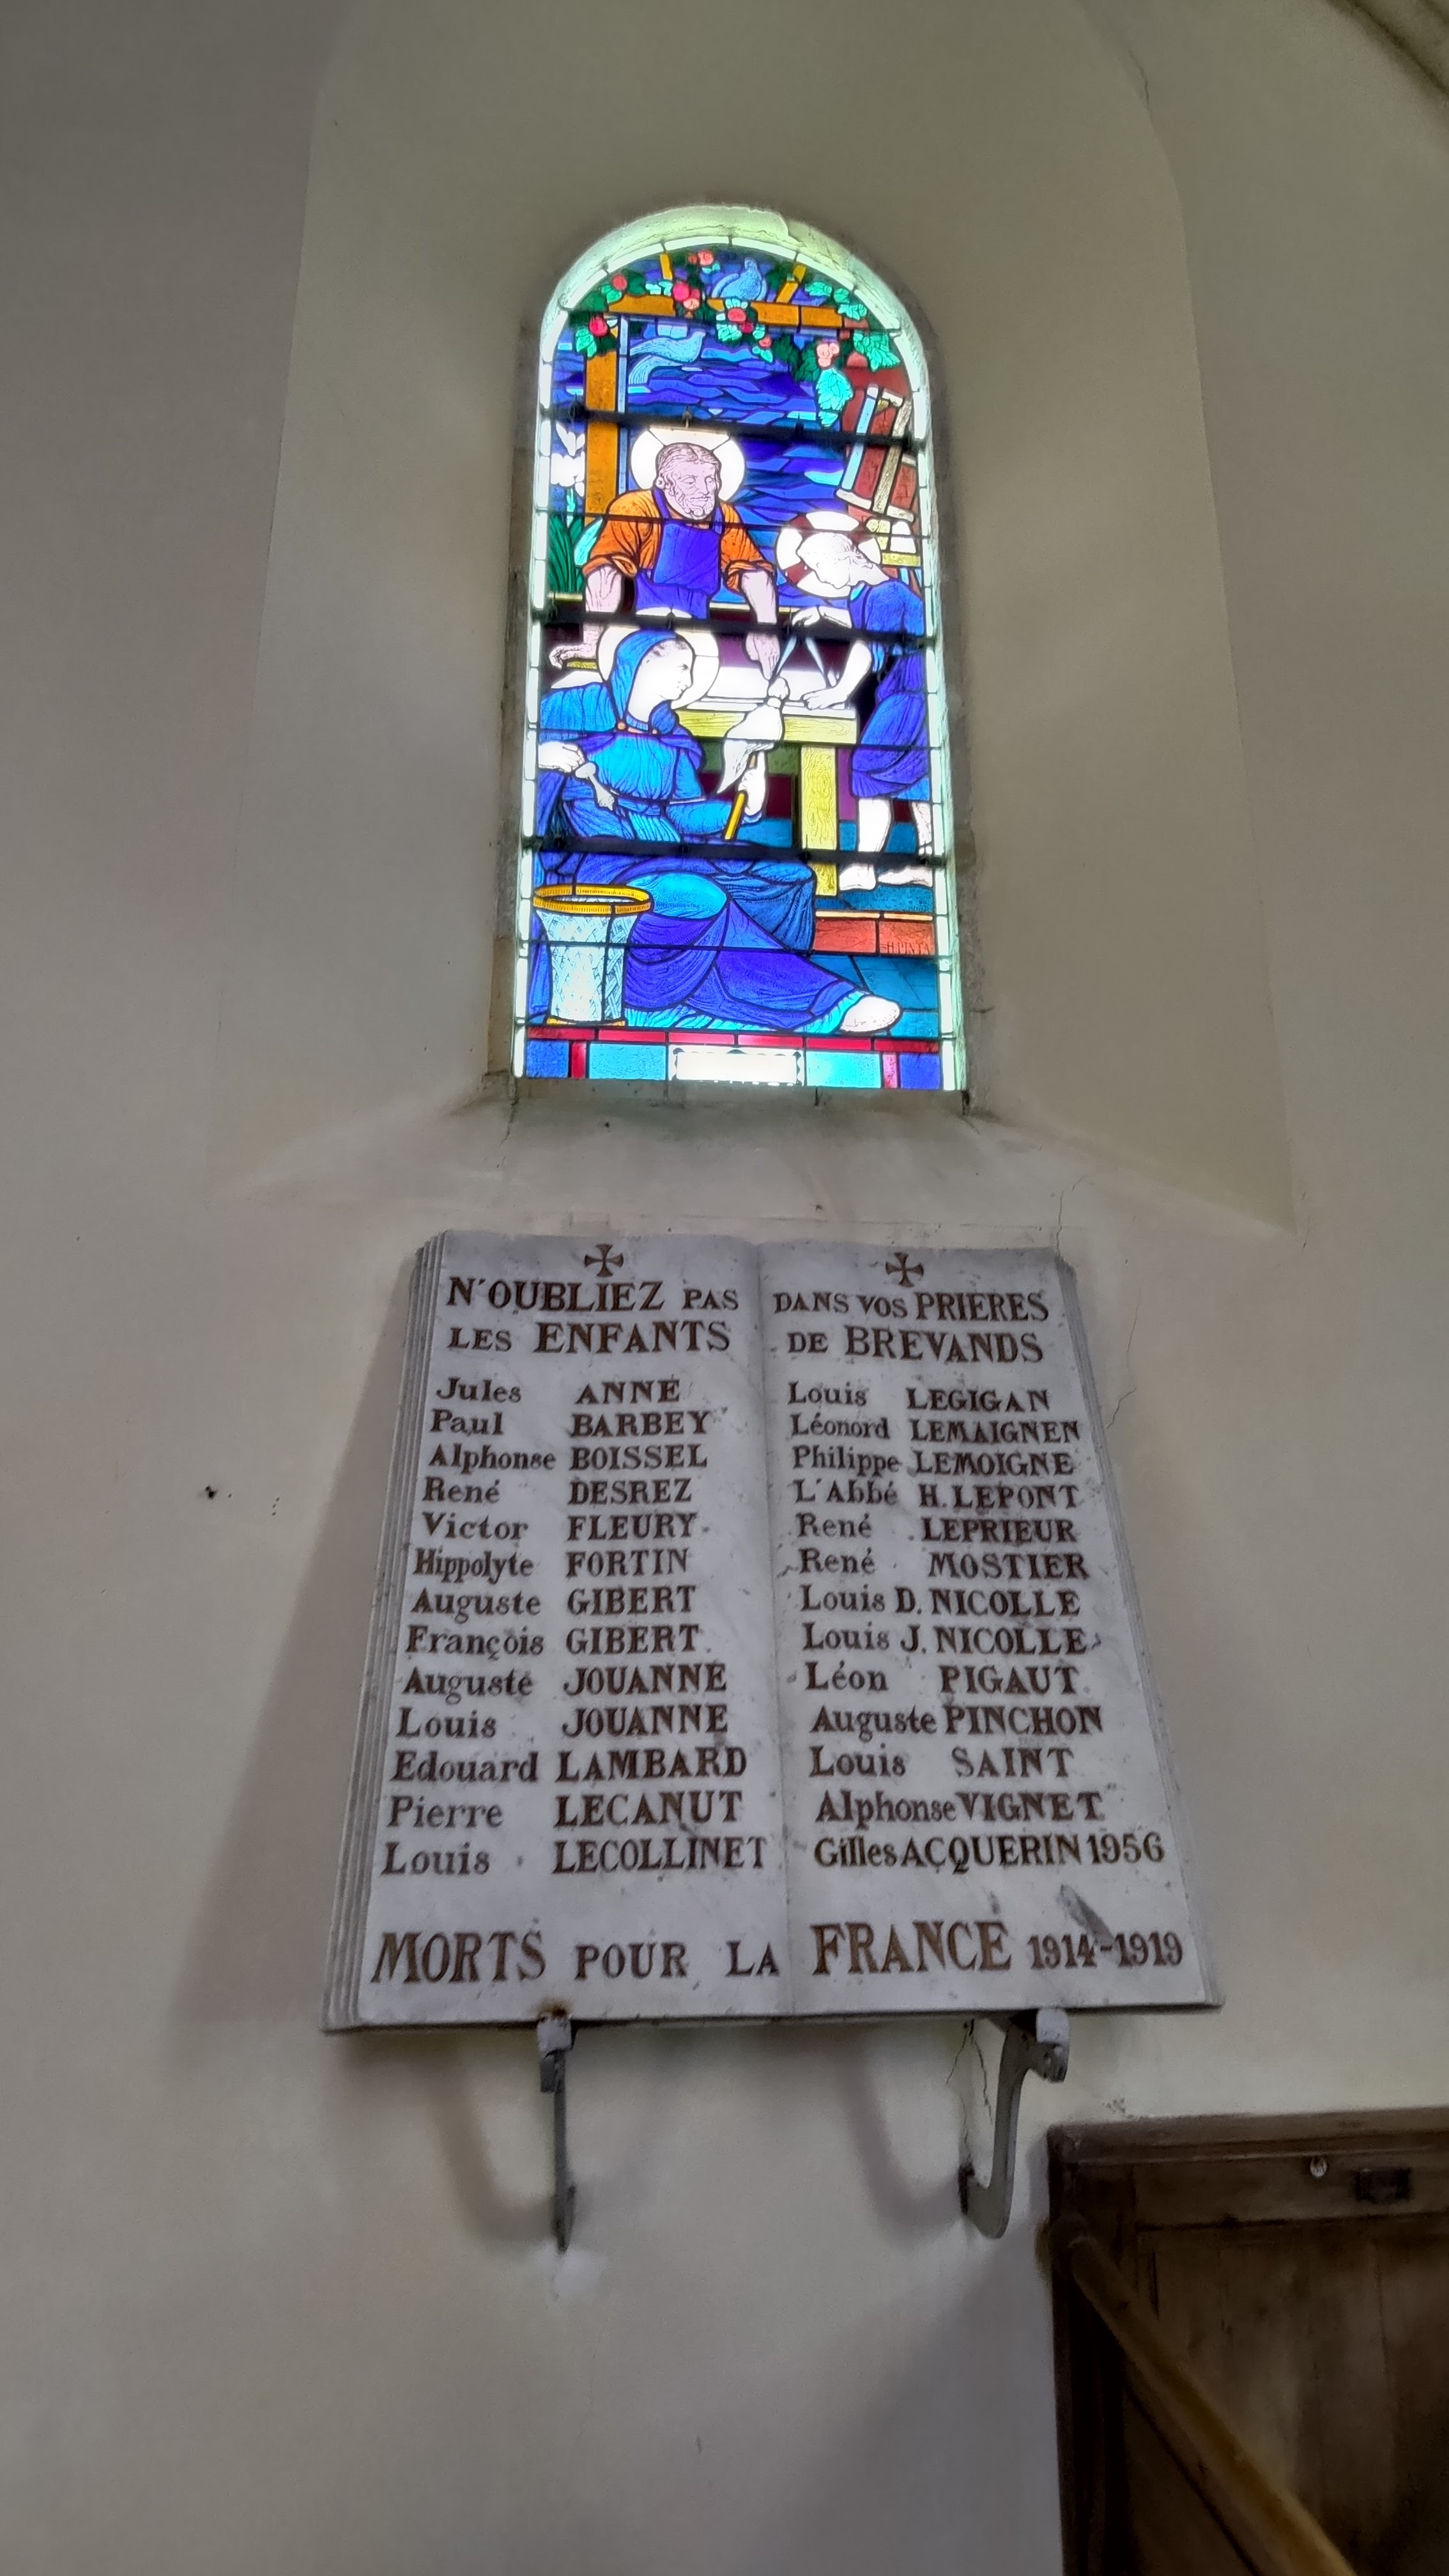 H. PINTA
N'OUBLIEZ PAS
LES ENFANTS
Jules ANNE
Paul BARBEY
Alphonse BOISSEL
René DESREZ
Victor FLEURY
Hippolyte FORTIN
Auguste GIBERT
François GIBERT
Auguste JOUANNE
Louis JOUANNE
Edouard LAMBARD
Pierre LECANUT
Louis LECOLLINET
DANS VOS PRIERES
DE BREVANDS
Louis LEGIGAN
Léonord LEMAIGNEN
Philippe LEMOIGNE
L'Abbé H. LEPONT
René LEPRIEUR
René MOSTIER
Louis D. NICOLLE
Louis J. NICOLLE
Léon PIGAUT
Auguste PINCHON
Louis SAINT
Alphonse VIGNET
Gilles ACQUERIN 1956
MORTS POUR LA FRANCE 1914-1919